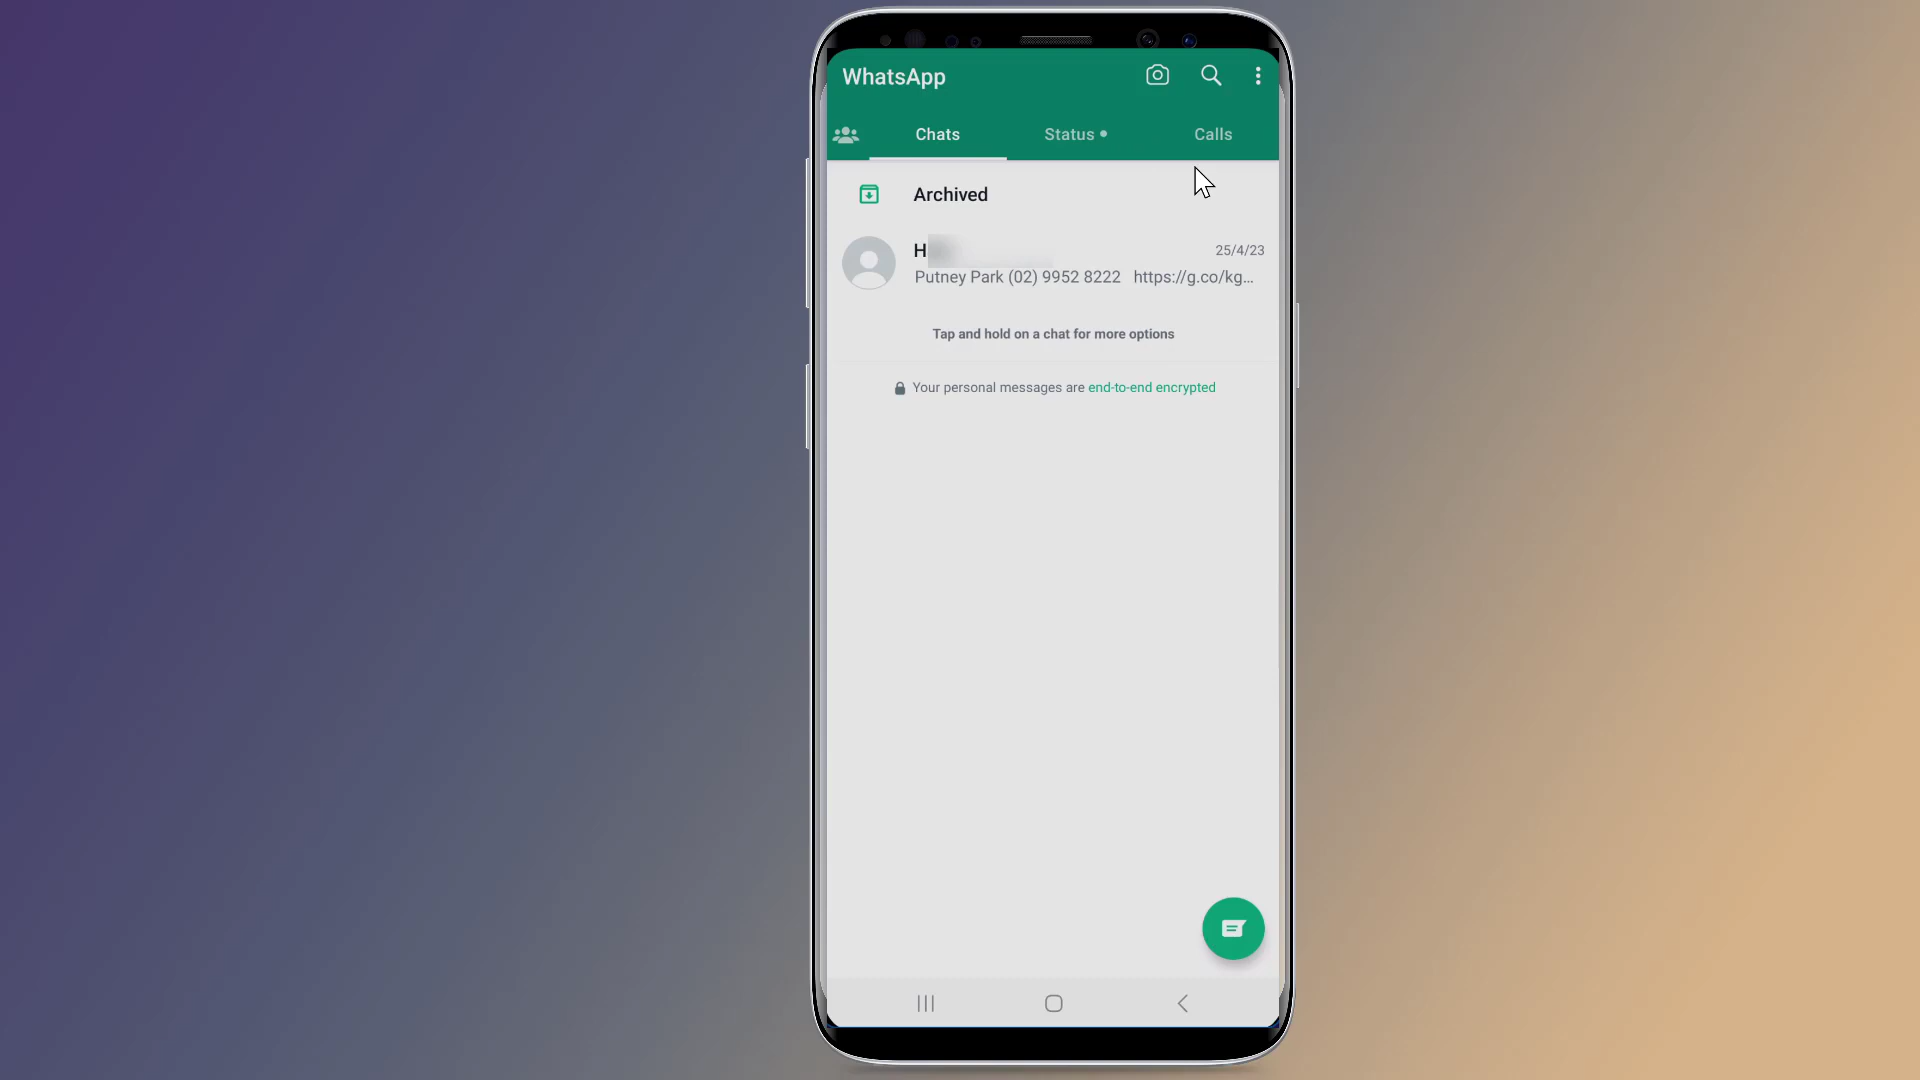 WhatsApp
Chats Status Calls
Archived
H 25/4/23
Putney Park (02) 9952 8222 https://g.co/kg...
Tap and hold on a chat for more options
Your personal messages are end-to-end encrypted